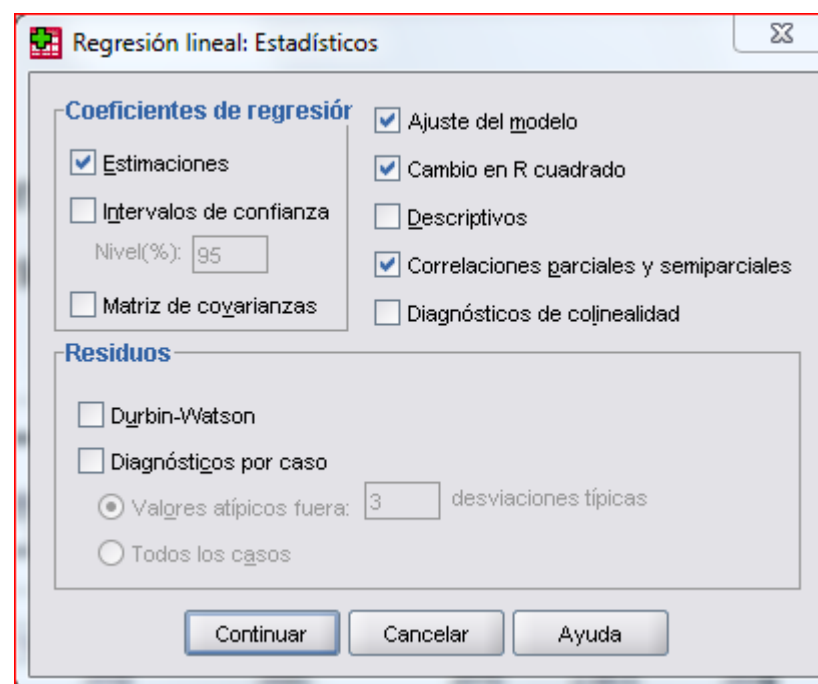 Regresión lineal: Estadísticos
Coeficientes de regresiór
Estimaciones
Intervalos de confianza
Nivel(%): 95
Matriz de covarianzas
Ajuste del modelo
Cambio en R cuadrado
Descriptivos
Correlaciones parciales y semiparciales
Diagnósticos de colinealidad
Residuos
Durbin-Watson
Diagnósticos por caso
Valores atípicos fuera: 3 desviaciones típicas
Todos los casos
Continuar Cancelar Ayuda